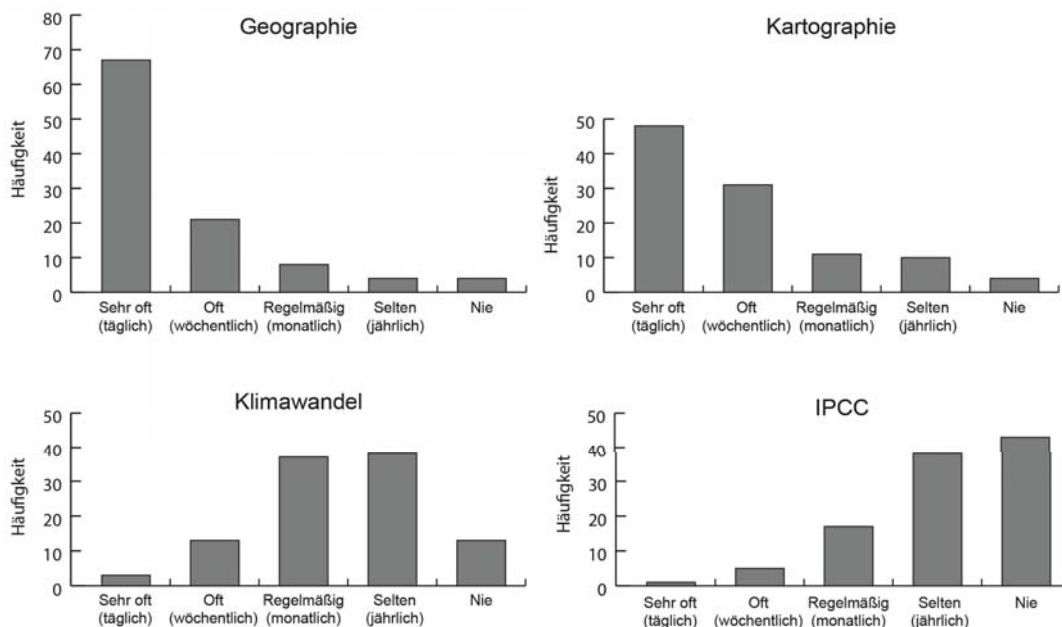 Geographie
Häufigkeit
80
70
60
50
40
30
20
10
0
Sehr oft Oft Regelmäßig Selten Nie
(täglich) (wöchentlich) (monatlich) (jährlich)
Kartographie
Häufigkeit
50
40
30
20
10
0
Sehr oft Oft Regelmäßig Selten Nie
(täglich) (wöchentlich) (monatlich) (jährlich)
Klimawandel
Häufigkeit
50
40
30
20
10
0
Sehr oft Oft Regelmäßig Selten Nie
(täglich) (wöchentlich) (monatlich) (jährlich)
IPCC
Häufigkeit
50
40
30
20
10
0
Sehr oft Oft Regelmäßig Selten Nie
(täglich) (wöchentlich) (monatlich) (jährlich)